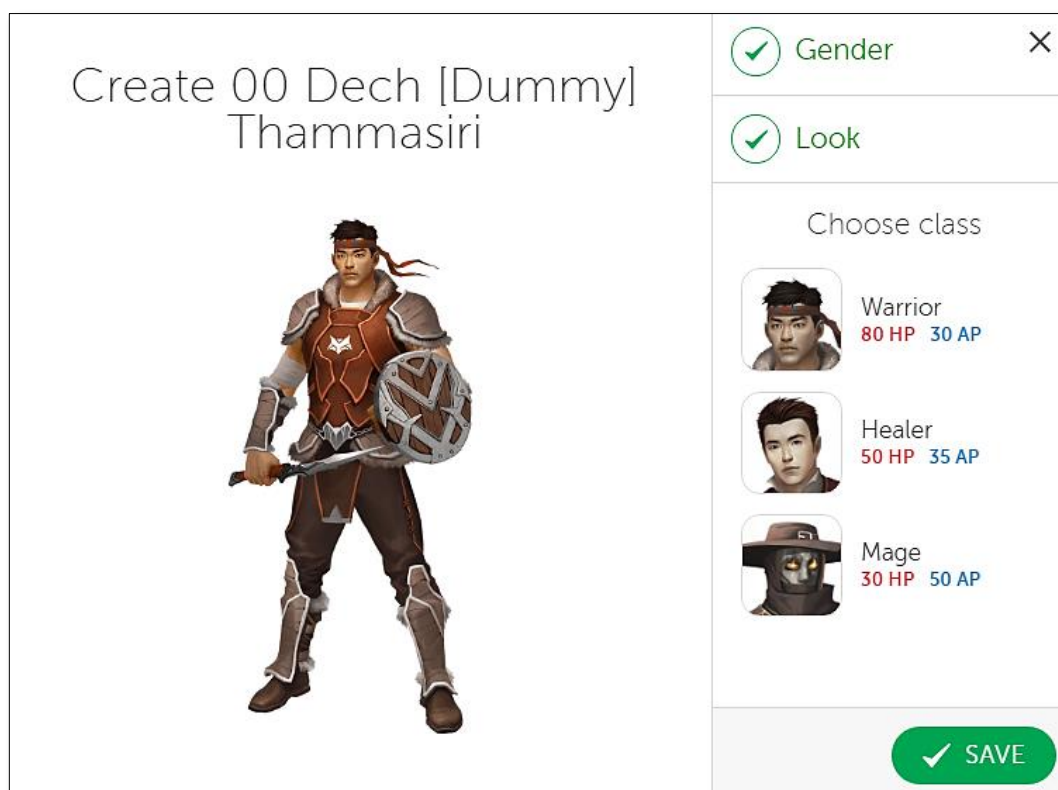 Create 00 Dech [Dummy]
Thammasiri
Gender
Look
Choose class
Warrior
80 HP 30 AP
Healer
50 HP 35 AP
Mage
30 HP 50 AP
SAVE